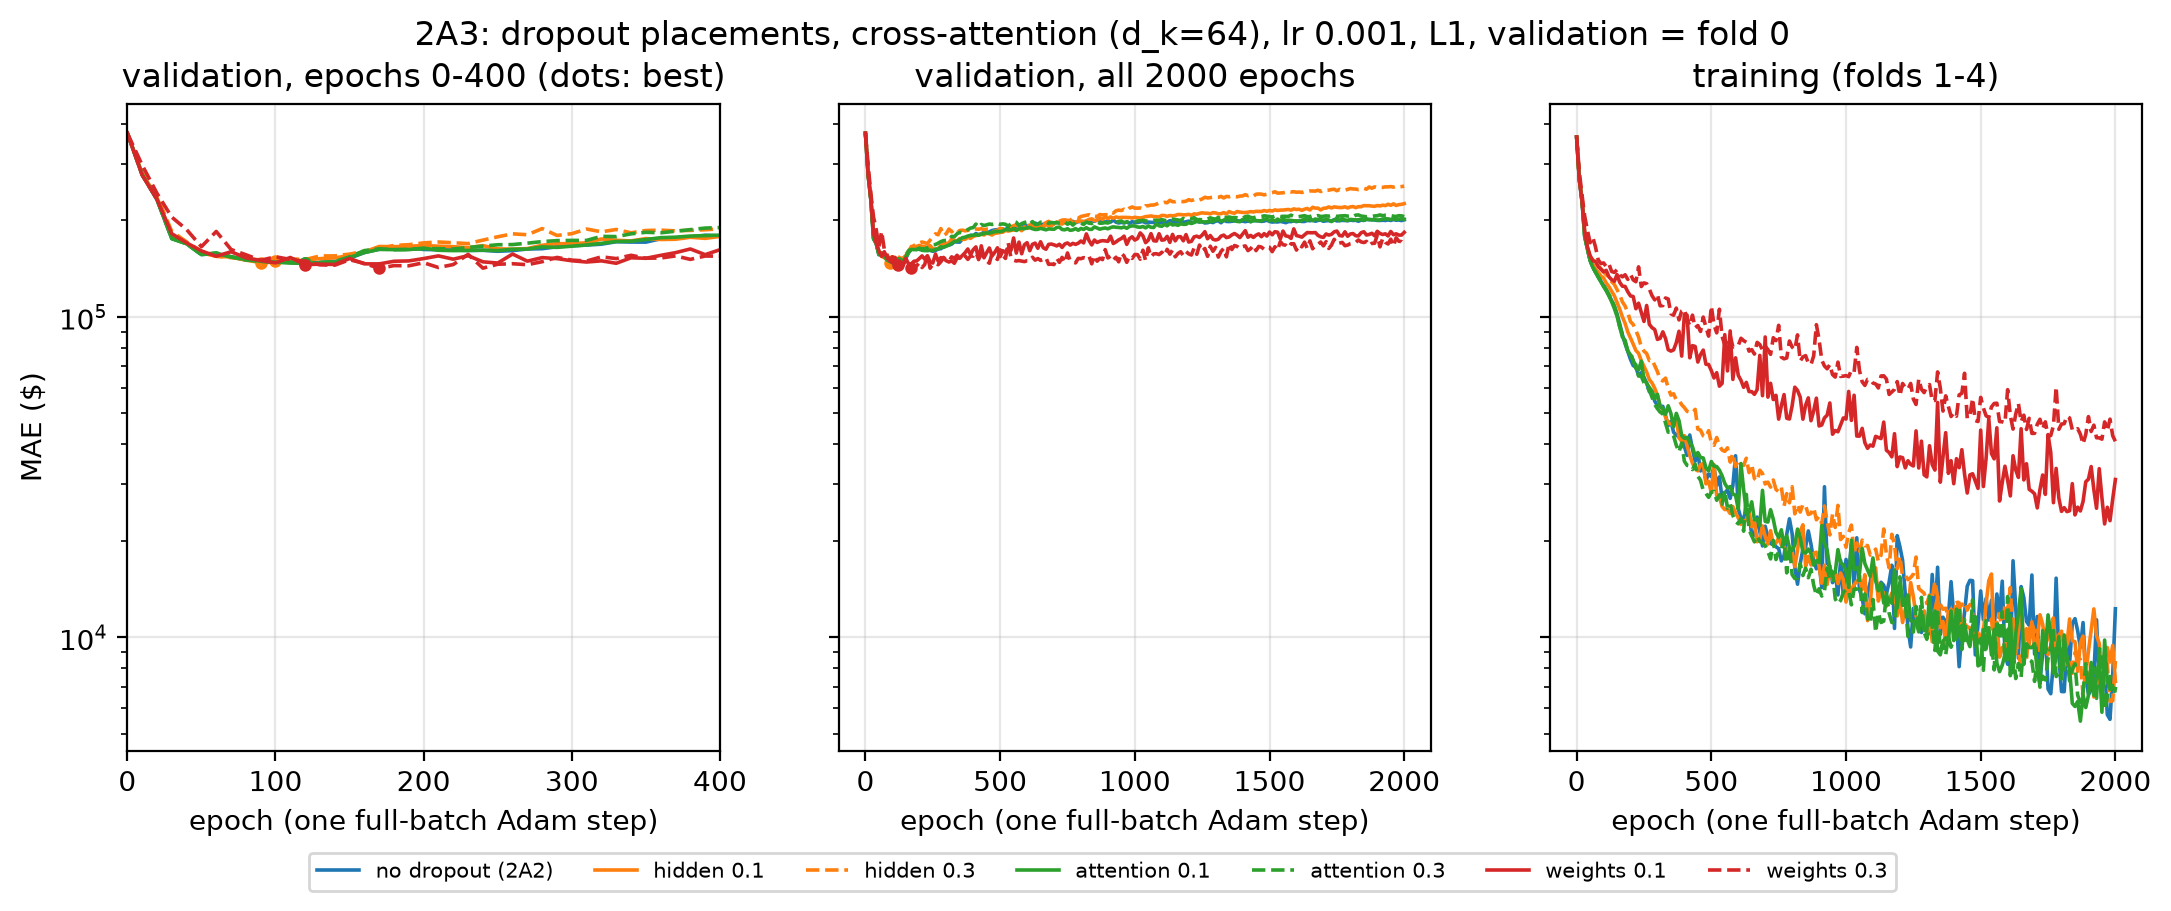 2A3: dropout placements, cross-attention (d_k=64), lr 0.001, L1, validation = fold 0
validation, epochs 0-400 (dots: best)
validation, all 2000 epochs
training (folds 1-4)
MAE ($)
10⁵
10⁴
0 100 200 300 400
0 500 1000 1500 2000
0 500 1000 1500 2000
epoch (one full-batch Adam step)
epoch (one full-batch Adam step)
epoch (one full-batch Adam step)
no dropout (2A2) hidden 0.1 hidden 0.3 attention 0.1 attention 0.3 weights 0.1 weights 0.3